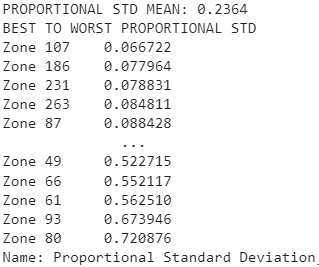 PROPORTIONAL STD MEAN: 0.2364
BEST TO WORST PROPORTIONAL STD
Zone 107    0.066722
Zone 186    0.077964
Zone 231    0.078831
Zone 263    0.084811
Zone 87     0.088428
...
Zone 49     0.522715
Zone 66     0.552117
Zone 61     0.562510
Zone 93     0.673946
Zone 80     0.720876
Name: Proportional Standard Deviation,